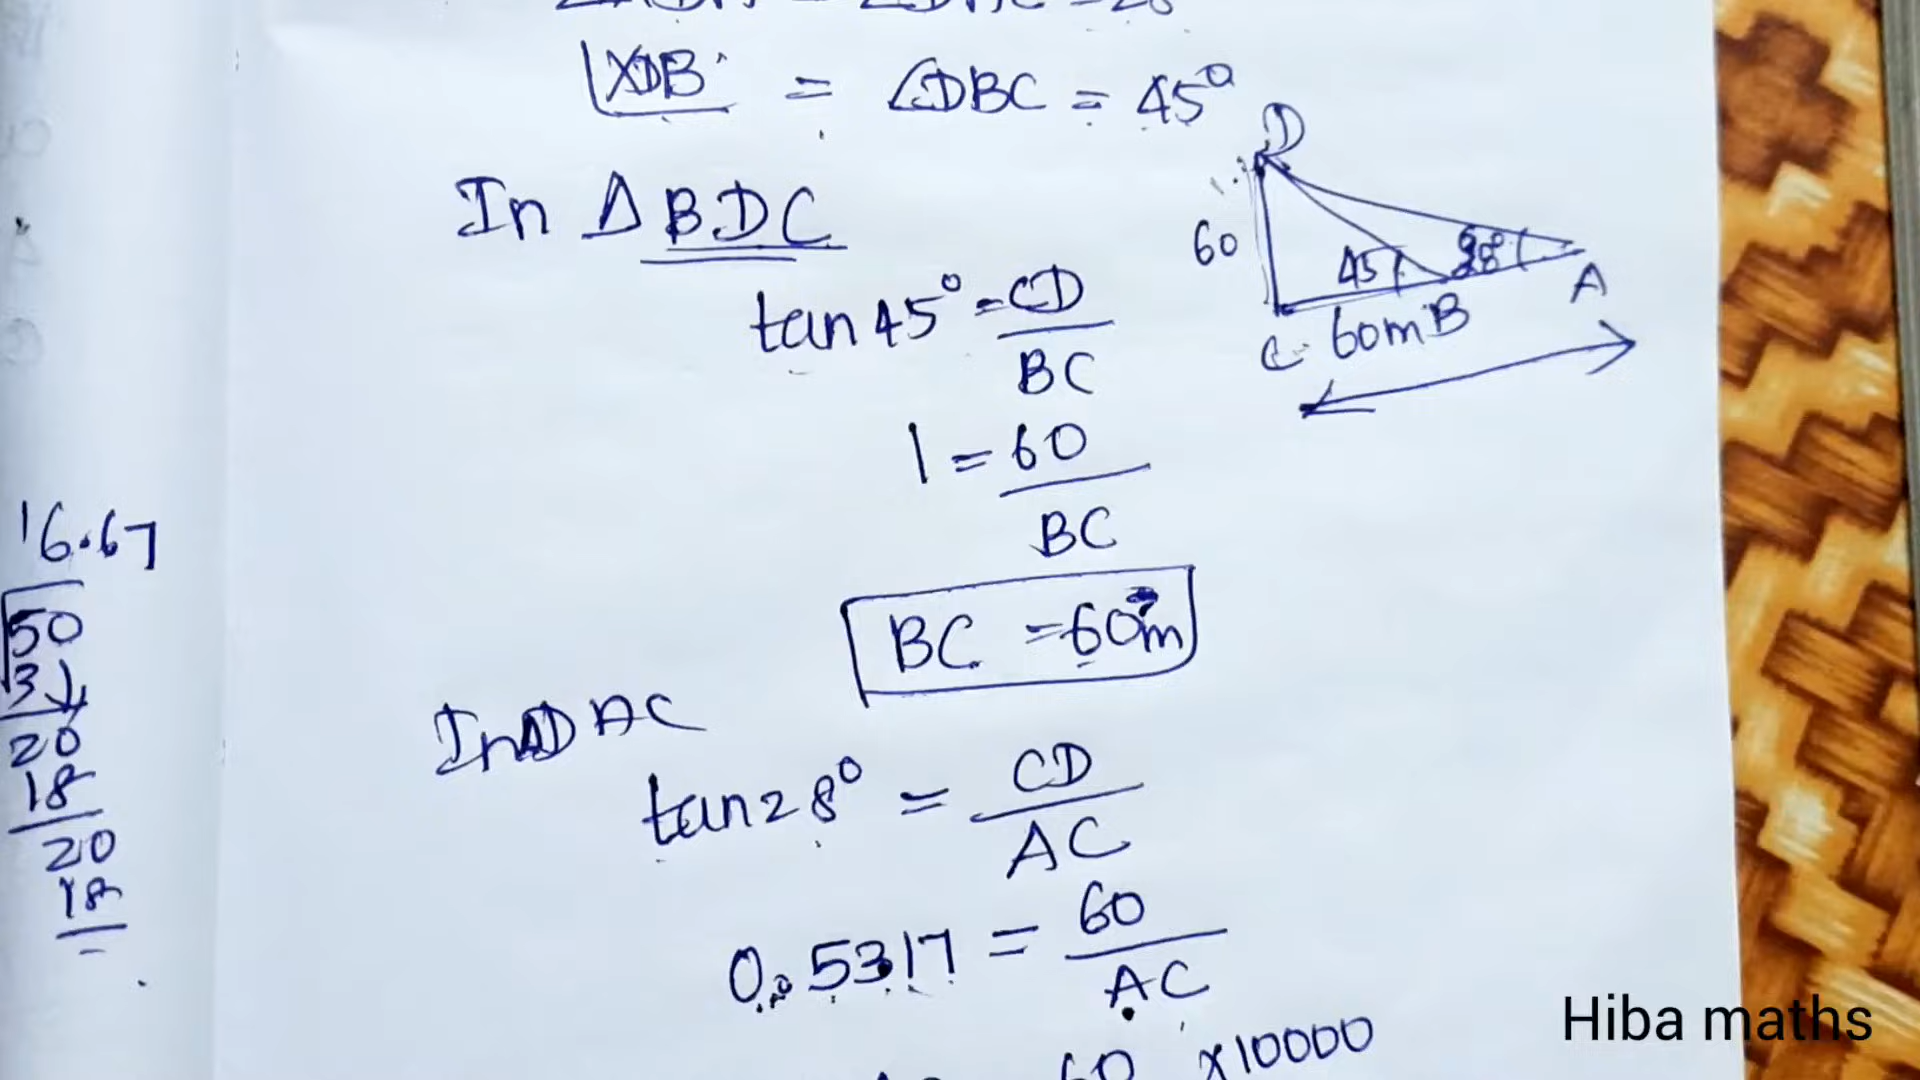 ∠XDB = ∠DBC = 45°
In Δ BDC
tan 45° = CD
BC
1 = 60
BC
BC = 60m
In Δ DAC
tan 28° = CD
AC
0.5317 = 60
AC
60 × 10000
D
60
45
28°
A
C 60m B
16.67
50
3
20
18
20
18
Hiba maths